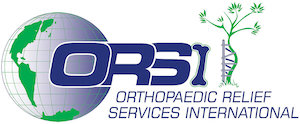 ORSI
ORTHOPAEDIC RELIEF
SERVICES INTERNATIONAL